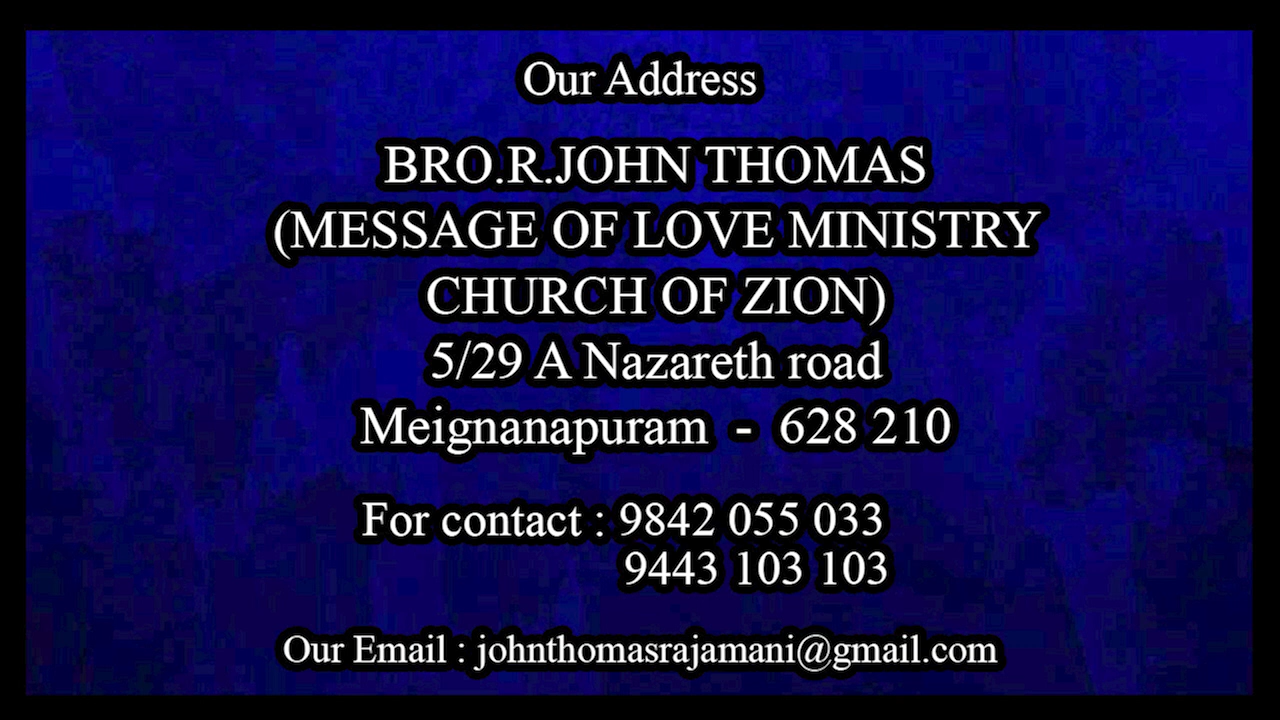 Our Address
BRO.R.JOHN THOMAS
(MESSAGE OF LOVE MINISTRY
CHURCH OF ZION)
5/29 A Nazareth road
Meignanapuram - 628 210
For contact : 9842 055 033
9443 103 103
Our Email : johnthomasrajamani@gmail.com